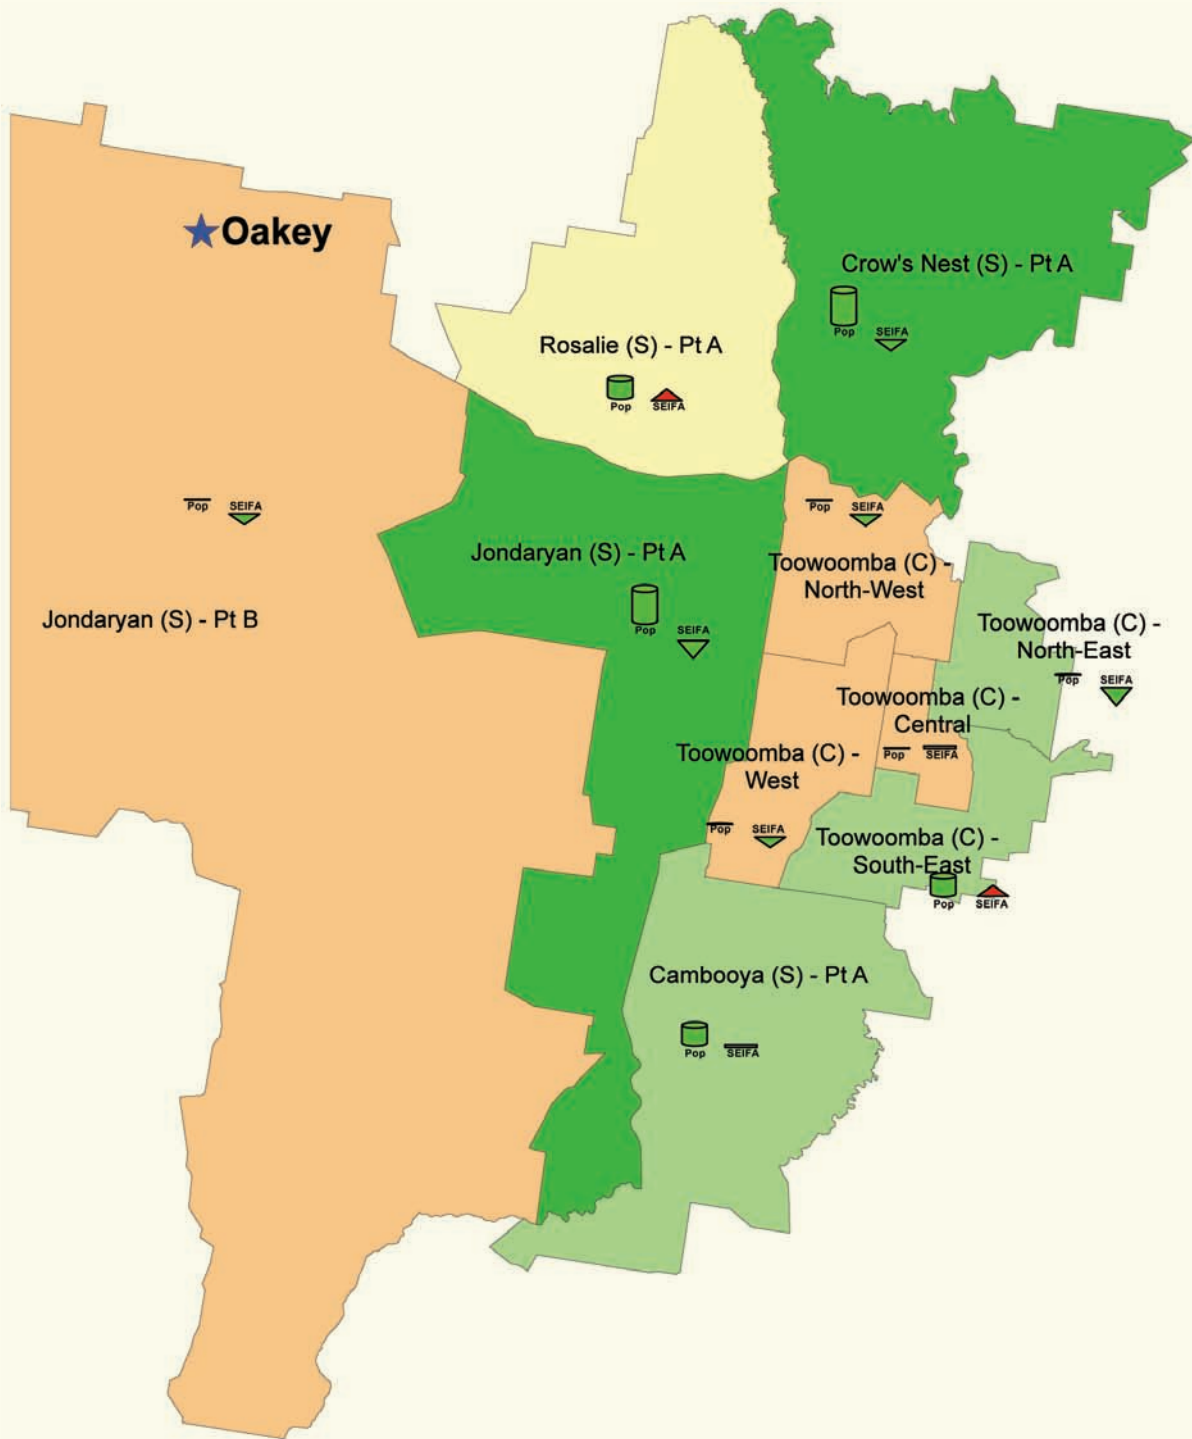 Oakey
Crow's Nest (S) - Pt A
Pop
SEIFA
Rosalie (S) - Pt A
Pop
SEIFA
Pop
SEIFA
Jondaryan (S) - Pt B
Jondaryan (S) - Pt A
Pop
SEIFA
Pop
SEIFA
Toowoomba (C) -
North-West
Toowoomba (C) -
North-East
Pop
SEIFA
Toowoomba (C) -
Central
Pop
SEIFA
Toowoomba (C) -
West
Pop
SEIFA
Toowoomba (C) -
South-East
Pop
SEIFA
Cambooya (S) - Pt A
Pop
SEIFA